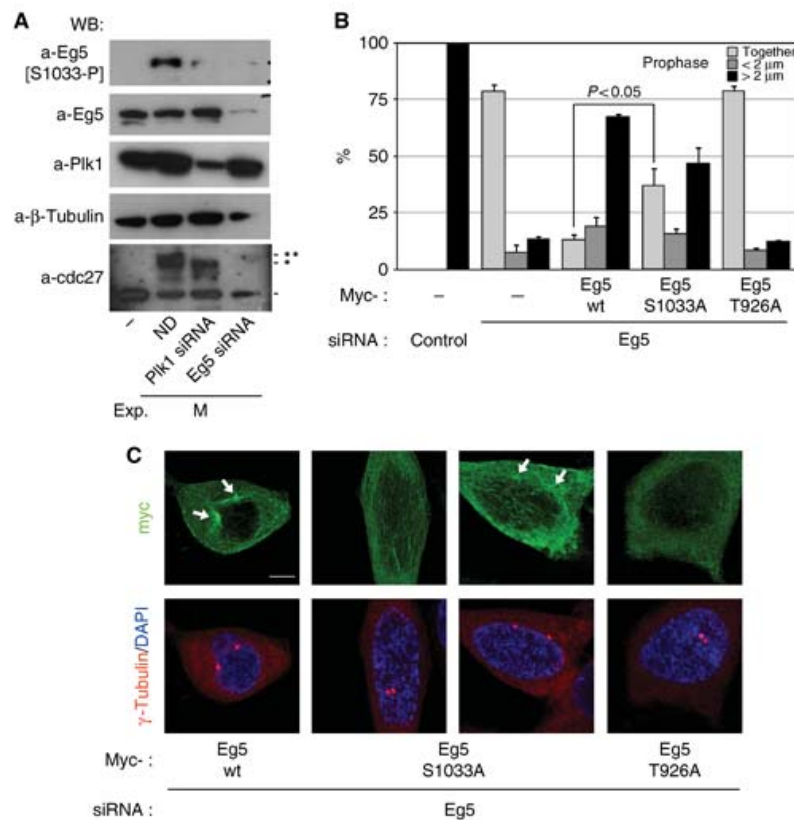 A
WB:
a-Eg5
[S1033-P]
a-Eg5
a-Plk1
a-β-Tubulin
a-cdc27
**
*
– ND Plk1 siRNA Eg5 siRNA
Exp. M
B
100
75
50
25
0
%
Prophase
Together
< 2 μm
> 2 μm
P<0.05
Myc- : – – Eg5 wt Eg5 S1033A Eg5 T926A
siRNA : Control Eg5
C
myc
γ-Tubulin/DAPI
Myc- : Eg5 wt Eg5 S1033A Eg5 T926A
siRNA : Eg5